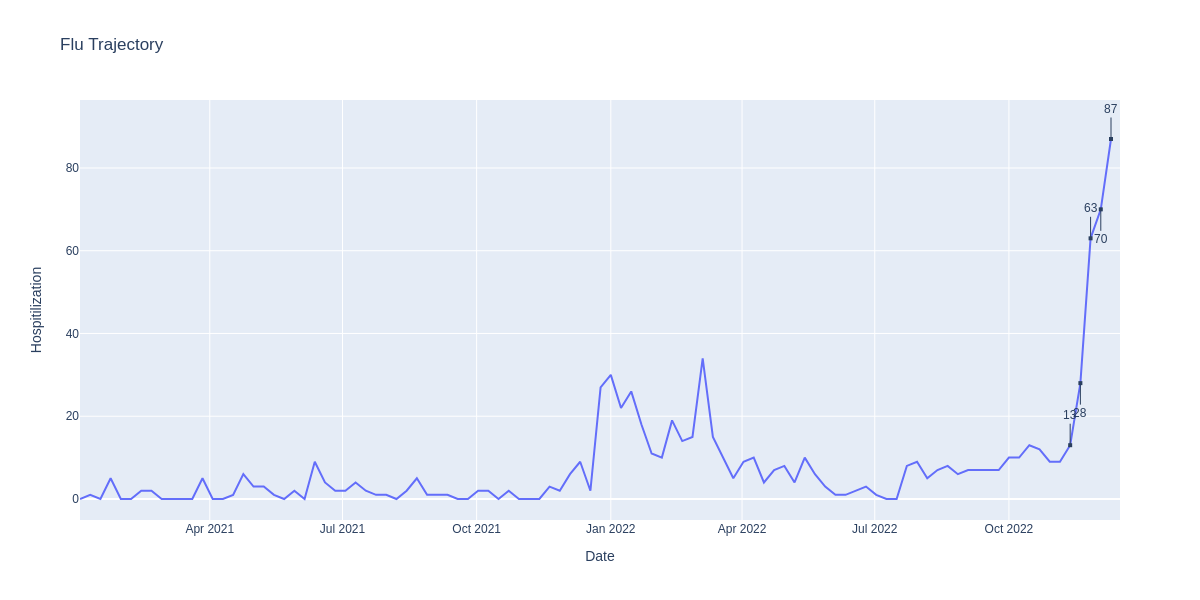 Flu Trajectory
87
80
63
70
60
Hospitilization
40
13
28
20
0
Apr 2021
Jul 2021
Oct 2021
Jan 2022
Apr 2022
Jul 2022
Oct 2022
Date